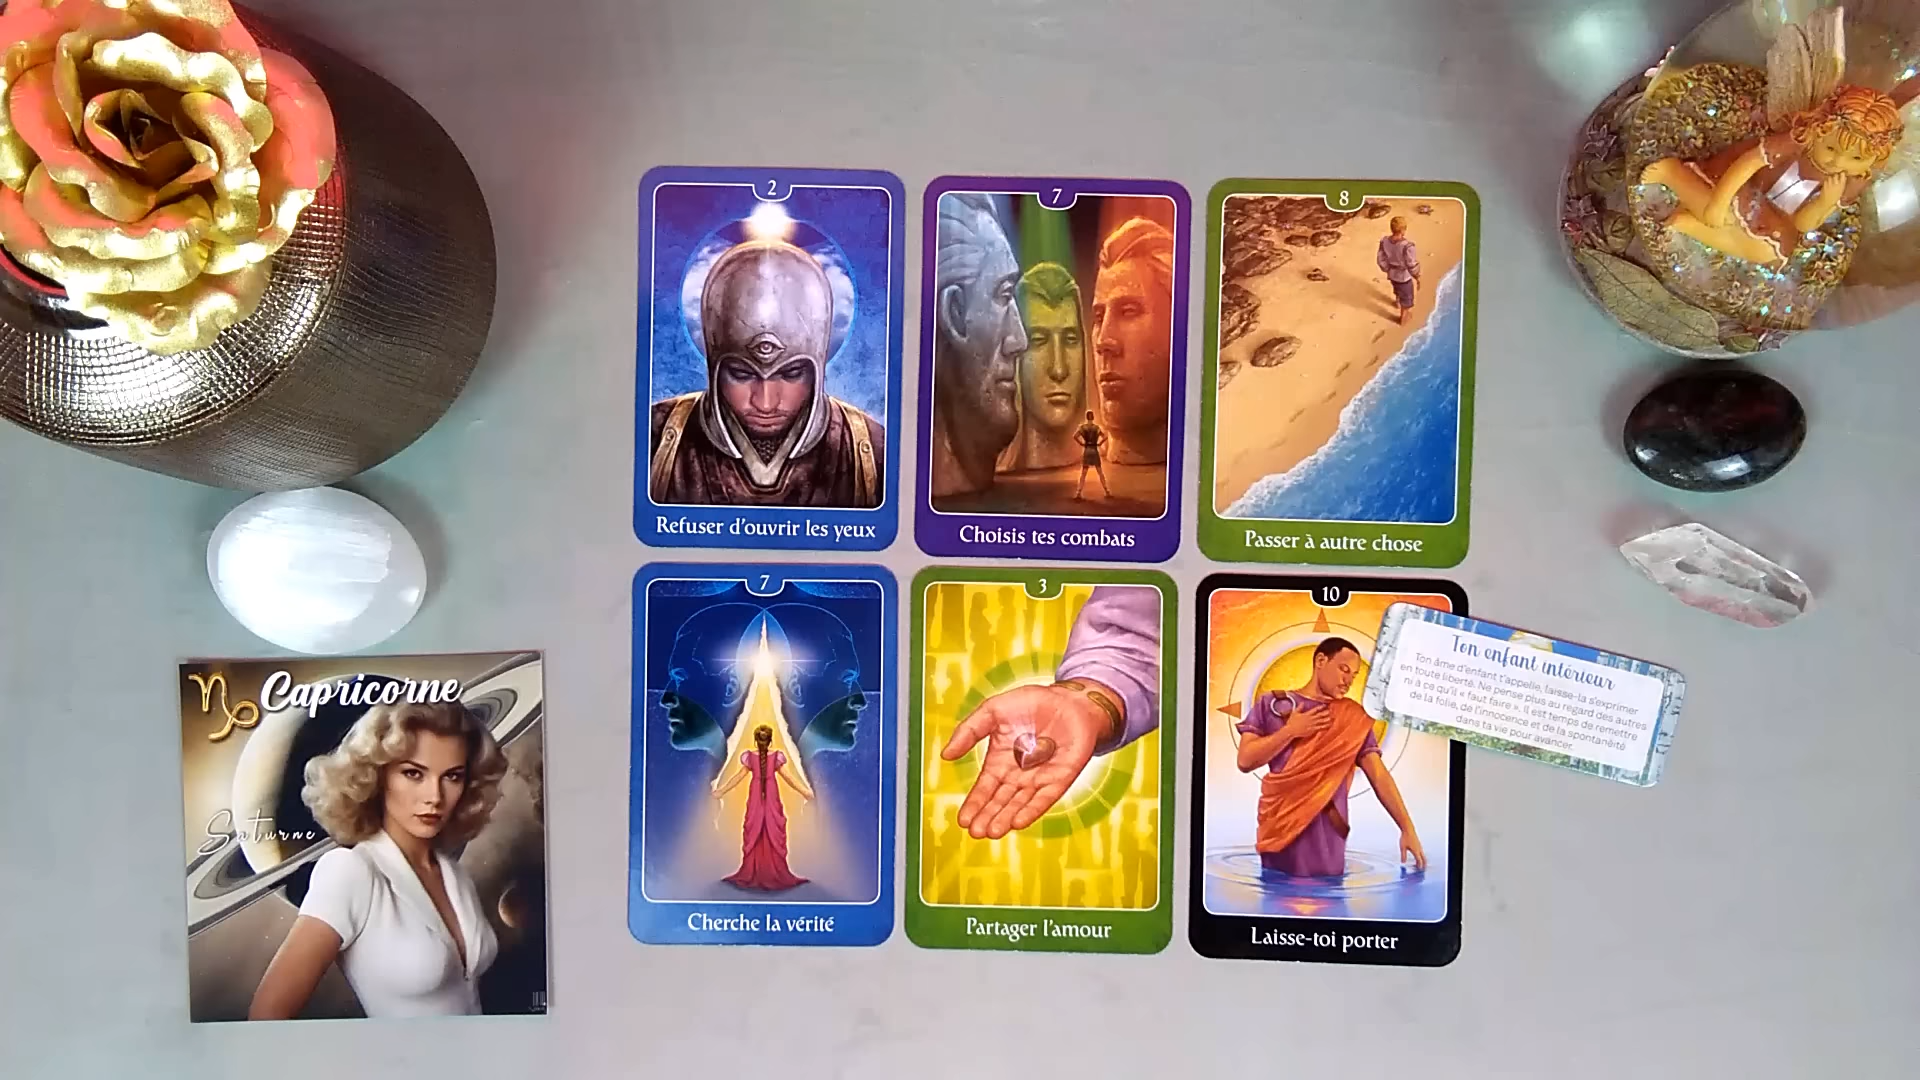 2
Refuser d'ouvrir les yeux
7
Choisis tes combats
8
Passer à autre chose
7
Cherche la vérité
3
Partager l'amour
10
Laisse-toi porter
Ton enfant intérieur
Ton âme d'enfant t'appelle, laisse-la s'exprimer
en toute liberté. Ne pense plus au regard des autres
ni à ce qu'il « faut faire ». Il est temps de remettre
de la folie, de l'innocence et de la spontanéité
dans ta vie pour avancer.
Capricorne
Saturne